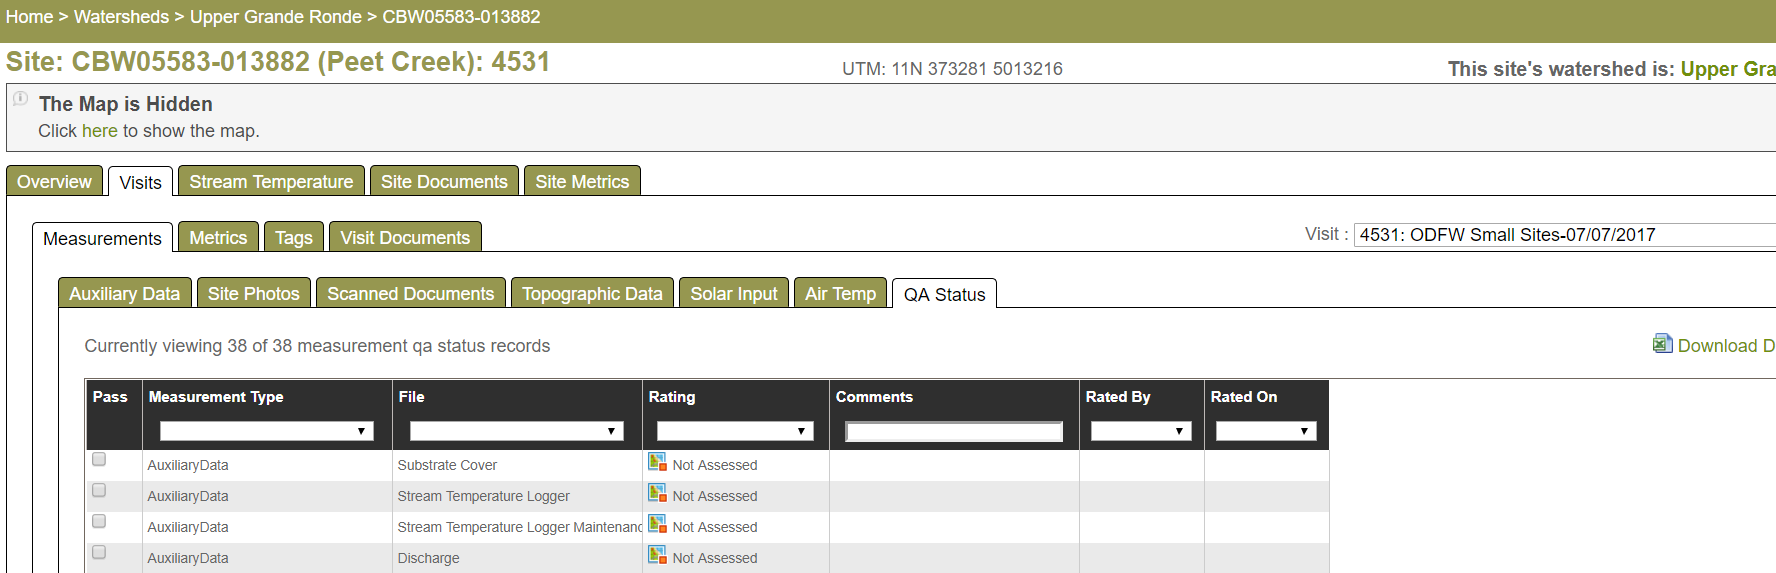 Home > Watersheds > Upper Grande Ronde > CBW05583-013882
Site: CBW05583-013882 (Peet Creek): 4531
UTM: 11N 373281 5013216
This site's watershed is: Upper Gra
The Map is Hidden
Click here to show the map.
Overview Visits Stream Temperature Site Documents Site Metrics
Measurements Metrics Tags Visit Documents
Visit : 4531: ODFW Small Sites-07/07/2017
Auxiliary Data Site Photos Scanned Documents Topographic Data Solar Input Air Temp QA Status
Currently viewing 38 of 38 measurement qa status records
Download D
Pass Measurement Type File Rating Comments Rated By Rated On
AuxiliaryData Substrate Cover Not Assessed
AuxiliaryData Stream Temperature Logger Not Assessed
AuxiliaryData Stream Temperature Logger Maintenanc Not Assessed
AuxiliaryData Discharge Not Assessed